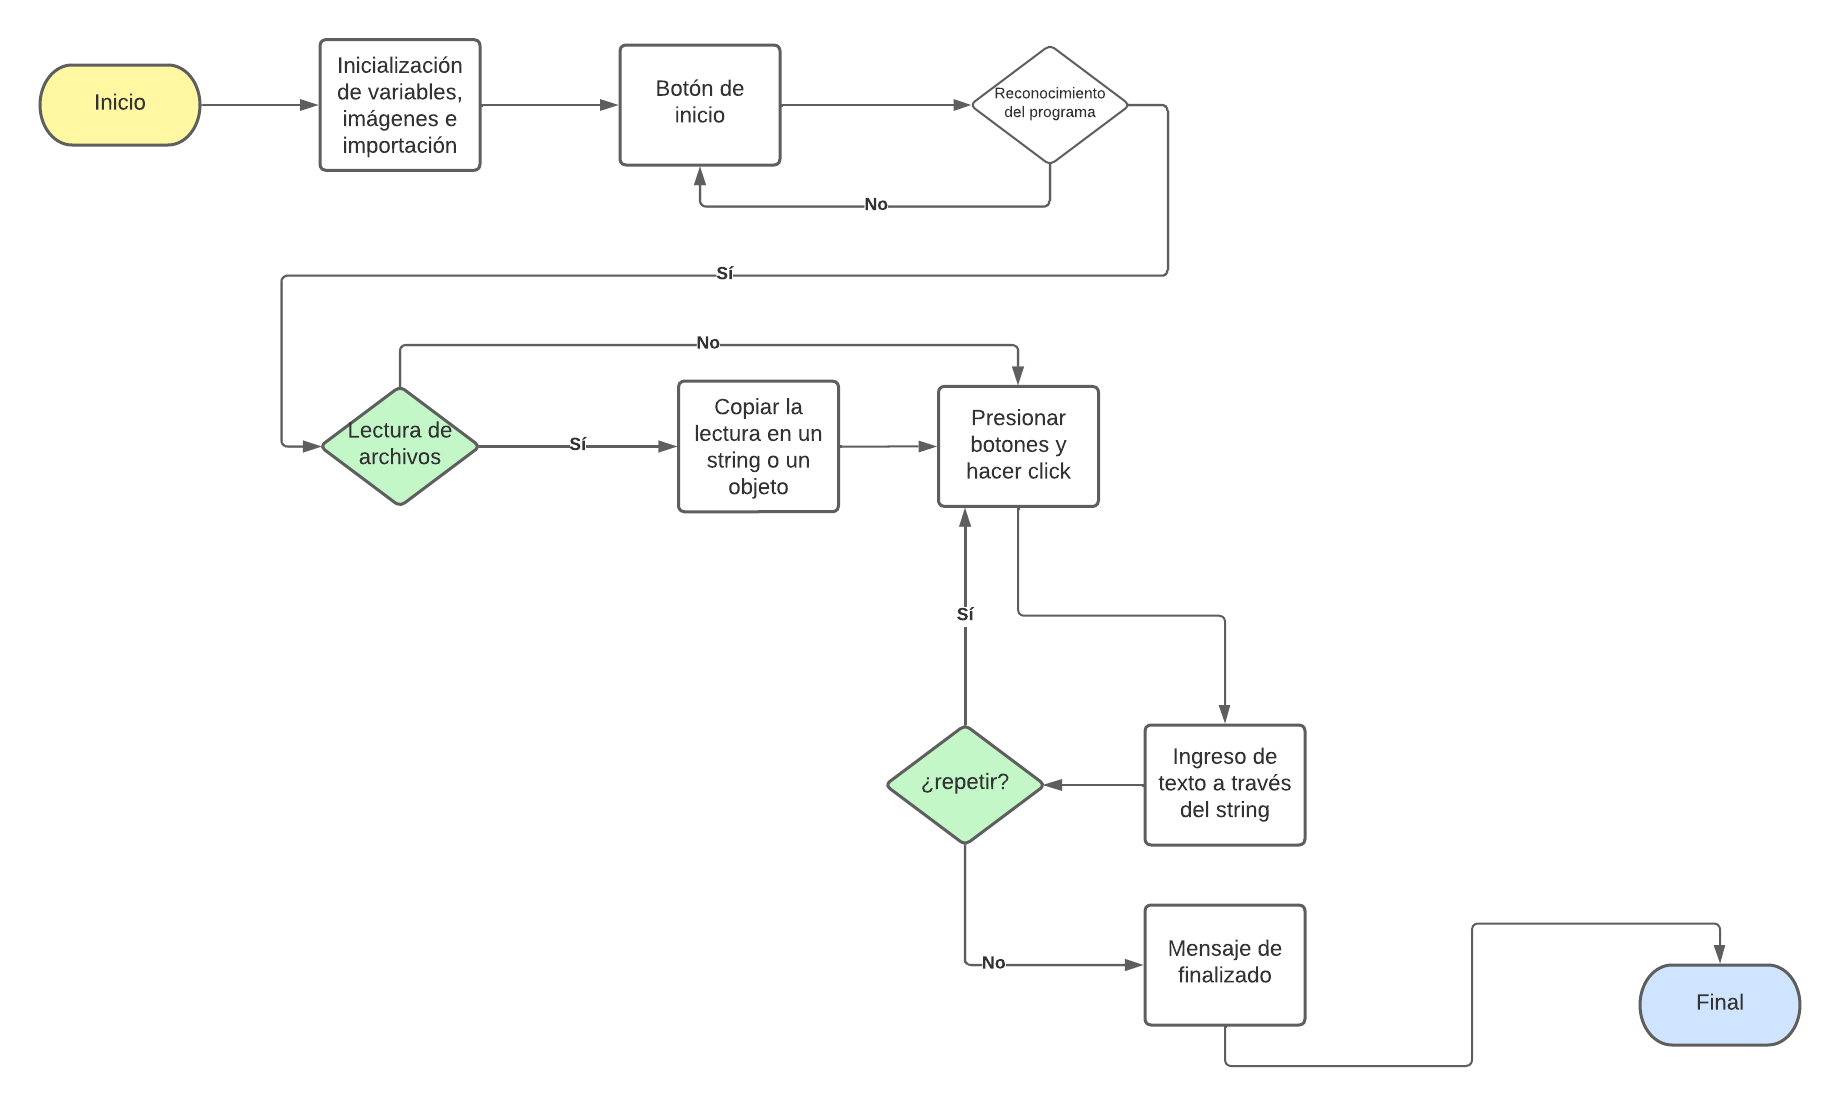 Inicio
Inicialización
de variables,
imágenes e
importación
Botón de
inicio
Reconocimiento
del programa
No
Sí
No
Lectura de
archivos
Sí
Copiar la
lectura en un
string o un
objeto
Presionar
botones y
hacer click
Sí
¿repetir?
Ingreso de
texto a través
del string
No
Mensaje de
finalizado
Final